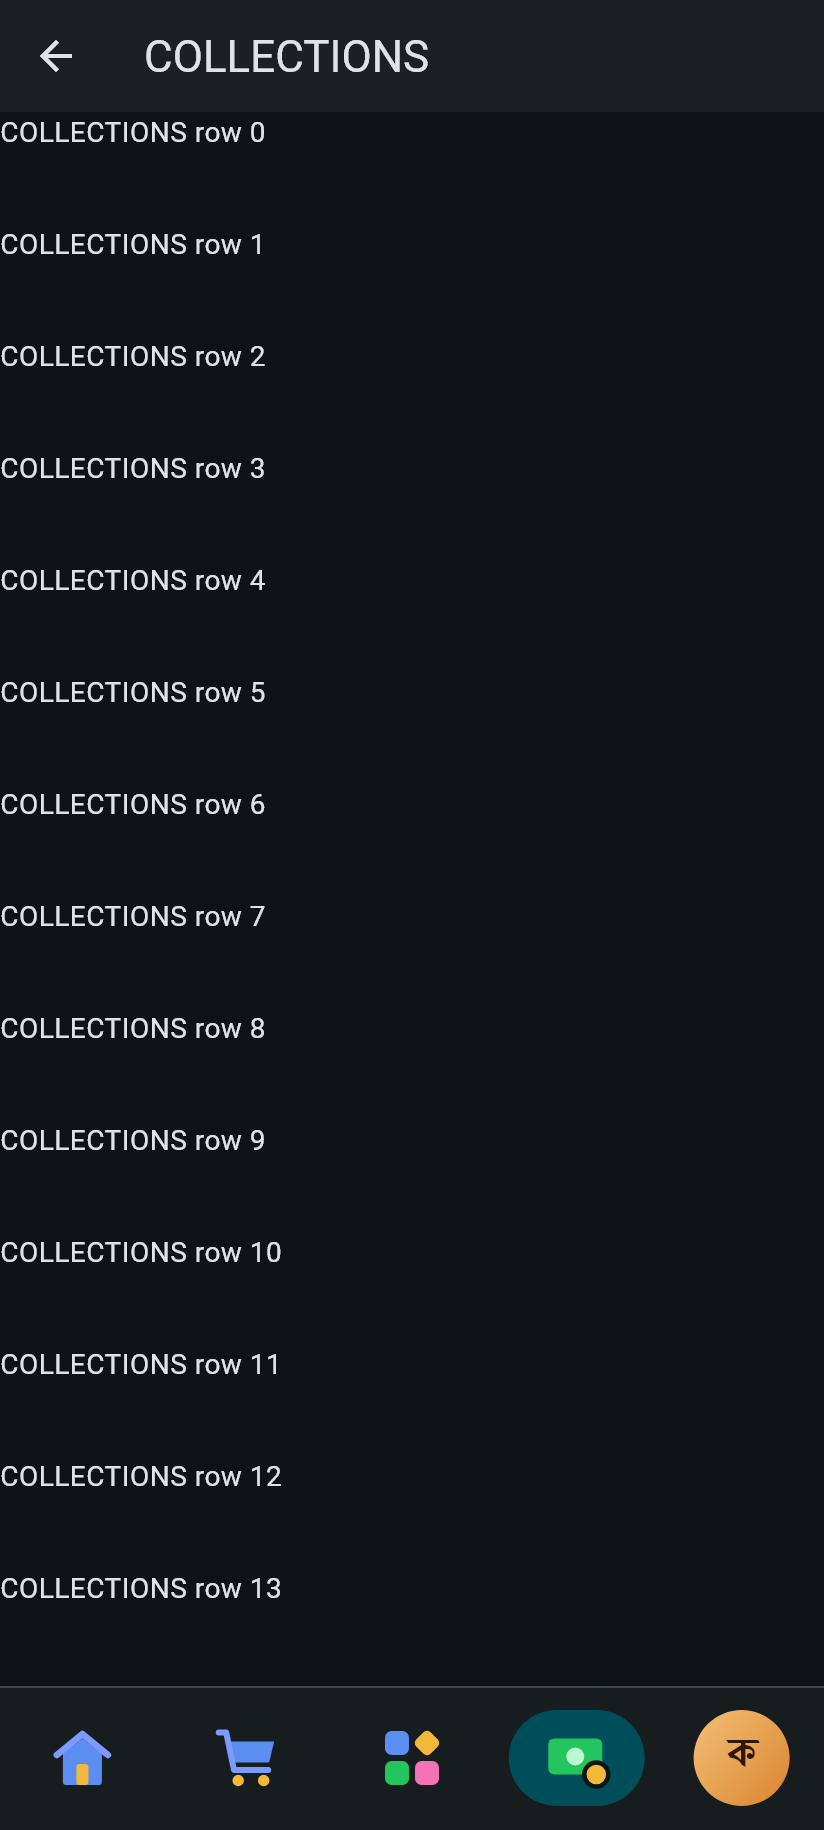 COLLECTIONS
COLLECTIONS row 0
COLLECTIONS row 1
COLLECTIONS row 2
COLLECTIONS row 3
COLLECTIONS row 4
COLLECTIONS row 5
COLLECTIONS row 6
COLLECTIONS row 7
COLLECTIONS row 8
COLLECTIONS row 9
COLLECTIONS row 10
COLLECTIONS row 11
COLLECTIONS row 12
COLLECTIONS row 13
ক